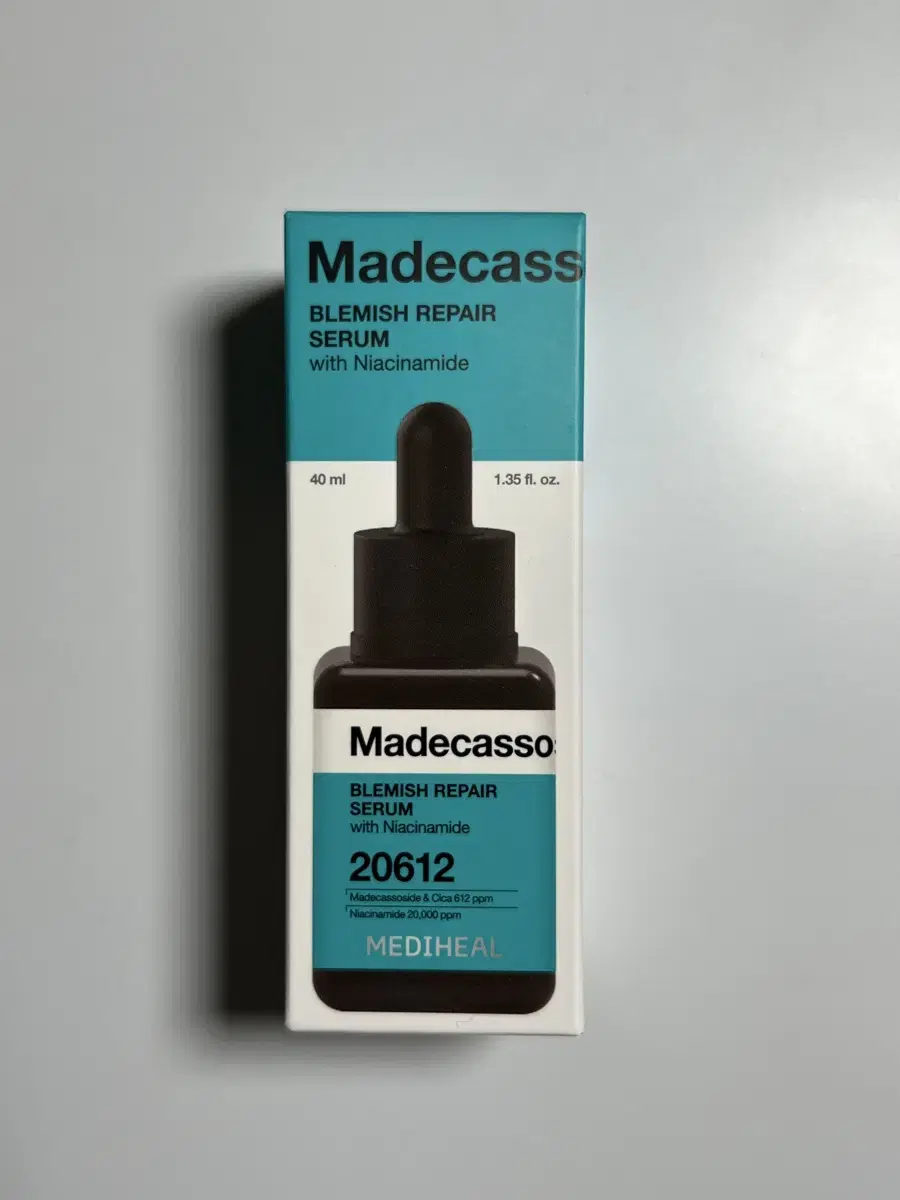 Madecass
BLEMISH REPAIR
SERUM
with Niacinamide
40 ml 1.35 fl. oz.
Madecasso
BLEMISH REPAIR
SERUM
with Niacinamide
20612
Madecassoside & Cica 612 ppm
Niacinamide 20,000 ppm
MEDIHEAL